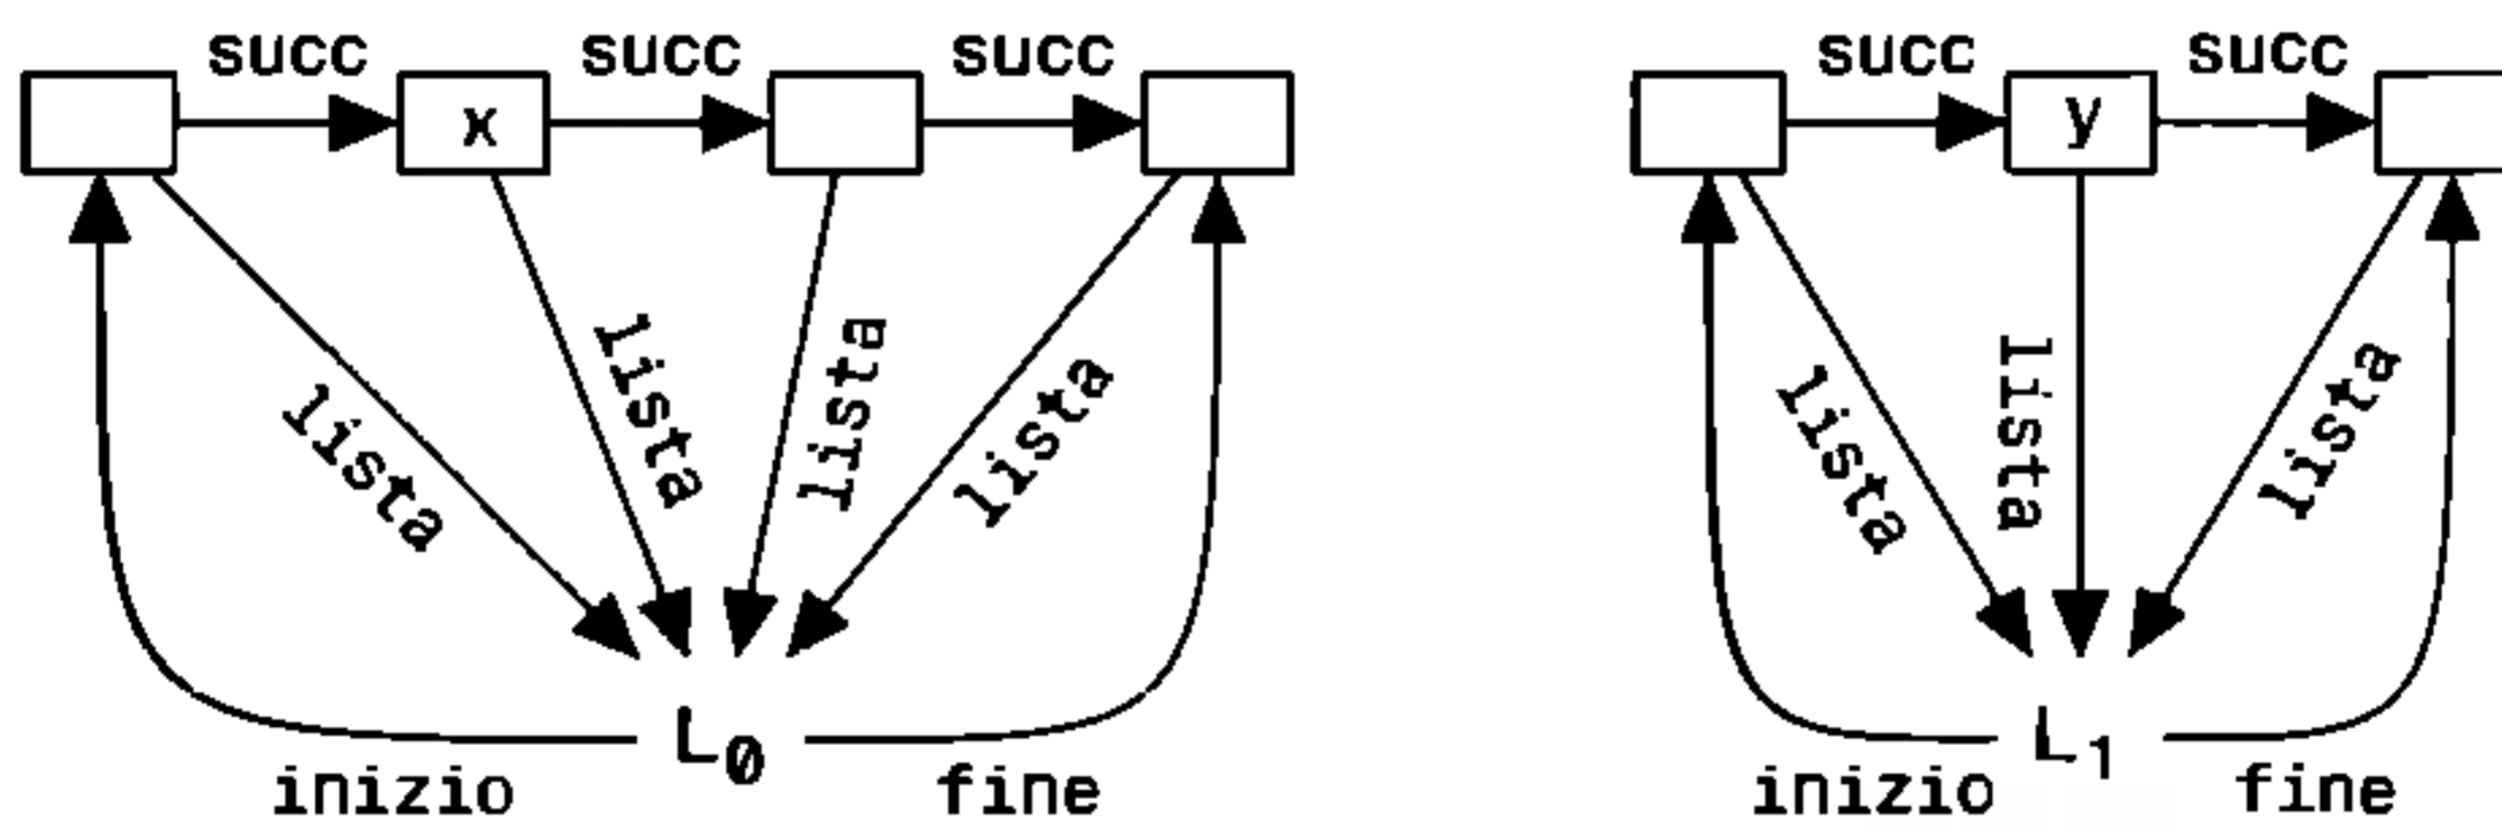 succ succ succ succ succ
x y
lista lista lista lista lista lista lista
L0 L1
inizio fine inizio fine